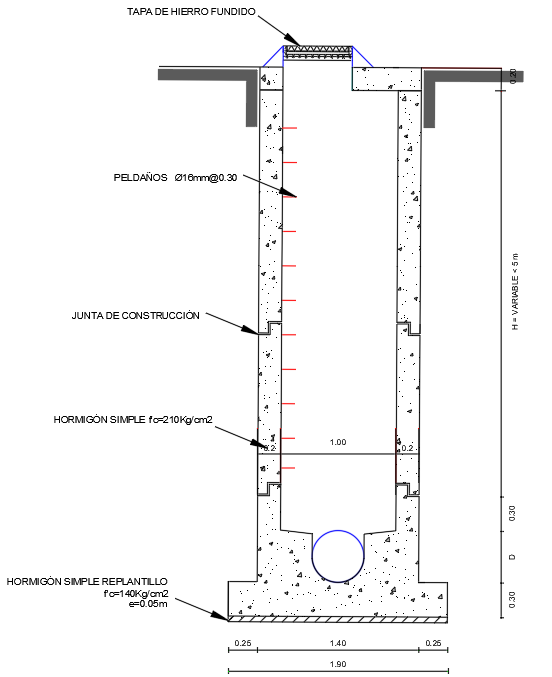 TAPA DE HIERRO FUNDIDO
0.20
PELDAÑOS Ø16mm@0.30
H = VARIABLE < 5 m
JUNTA DE CONSTRUCCIÓN
HORMIGÓN SIMPLE f'c=210Kg/cm2
0.2
1.00
0.2
0.30
D
HORMIGÓN SIMPLE REPLANTILLO
f'c=140Kg/cm2
e=0.05m
0.30
0.25
1.40
0.25
1.90